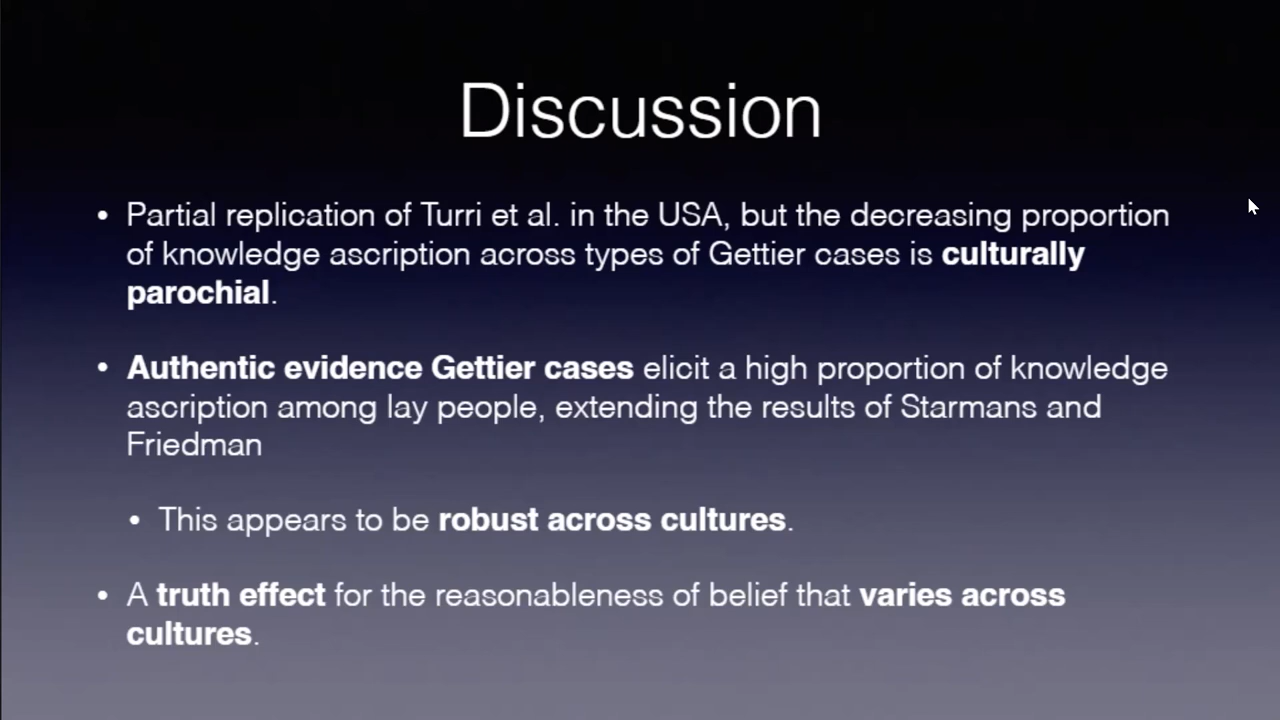 Discussion
• Partial replication of Turri et al. in the USA, but the decreasing proportion
of knowledge ascription across types of Gettier cases is culturally
parochial.
• Authentic evidence Gettier cases elicit a high proportion of knowledge
ascription among lay people, extending the results of Starmans and
Friedman
• This appears to be robust across cultures.
• A truth effect for the reasonableness of belief that varies across
cultures.